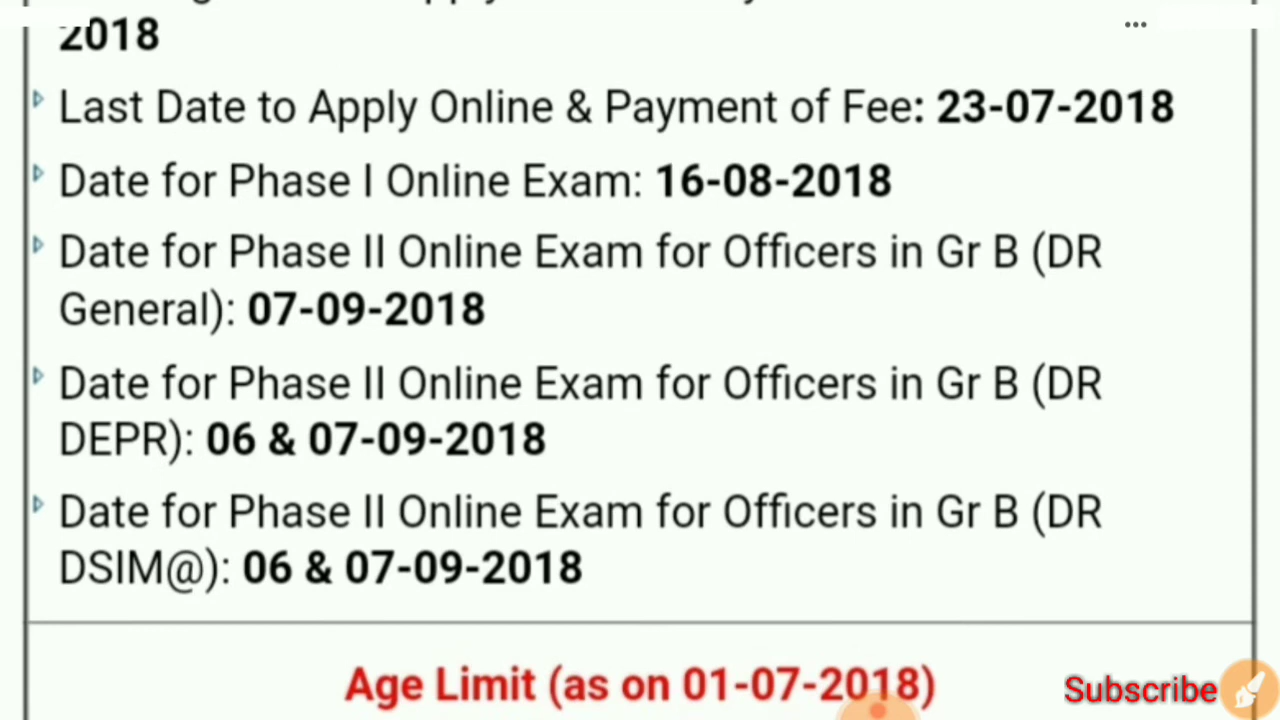 2018
Last Date to Apply Online & Payment of Fee: 23-07-2018
Date for Phase I Online Exam: 16-08-2018
Date for Phase II Online Exam for Officers in Gr B (DR
General): 07-09-2018
Date for Phase II Online Exam for Officers in Gr B (DR
DEPR): 06 & 07-09-2018
Date for Phase II Online Exam for Officers in Gr B (DR
DSIM@): 06 & 07-09-2018
Age Limit (as on 01-07-2018)
Subscribe